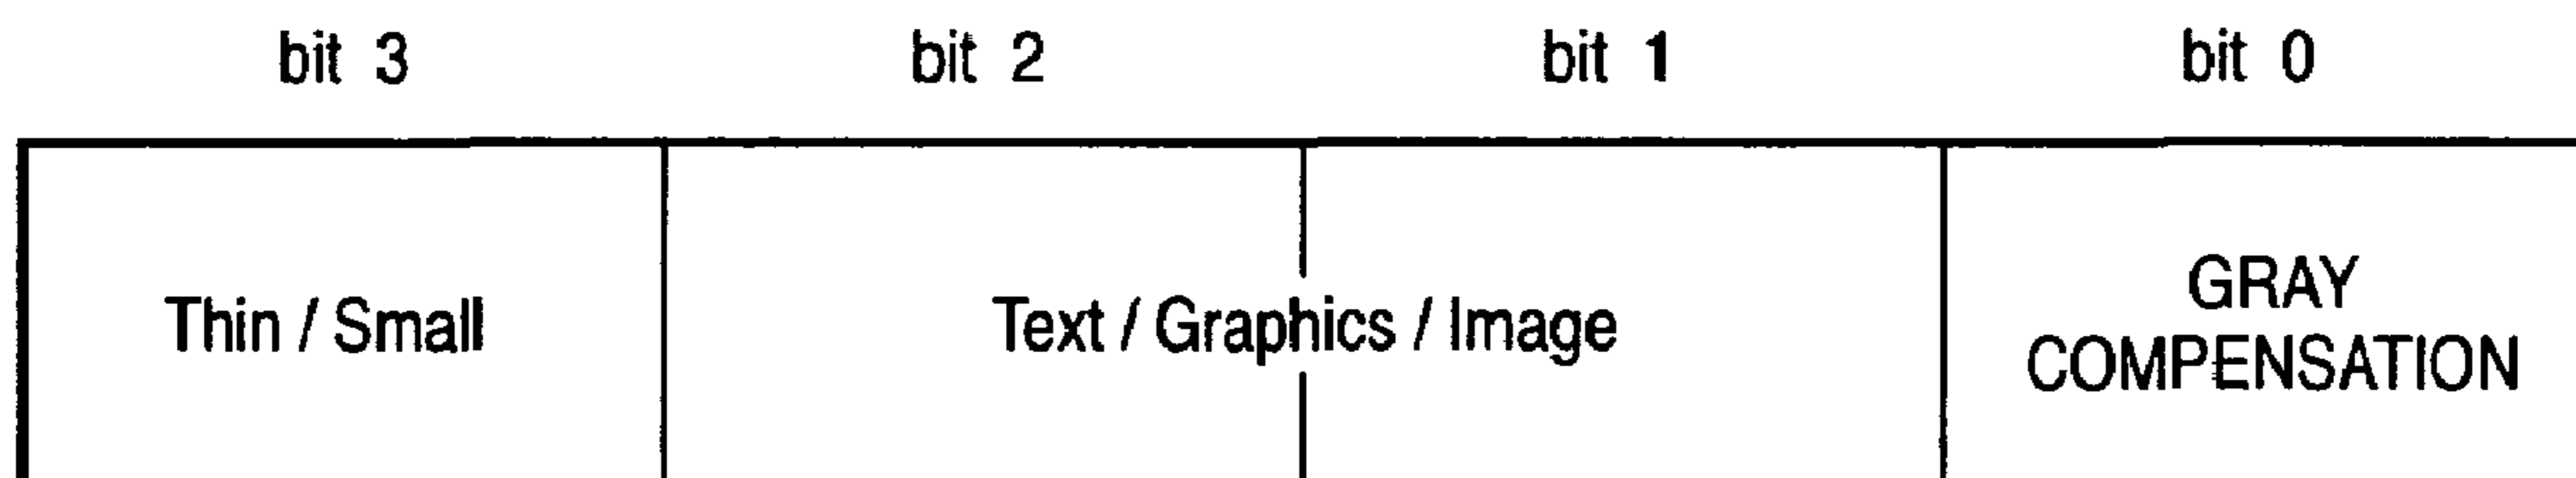 bit 3 bit 2 bit 1 bit 0
Thin / Small Text / Graphics / Image GRAY
COMPENSATION